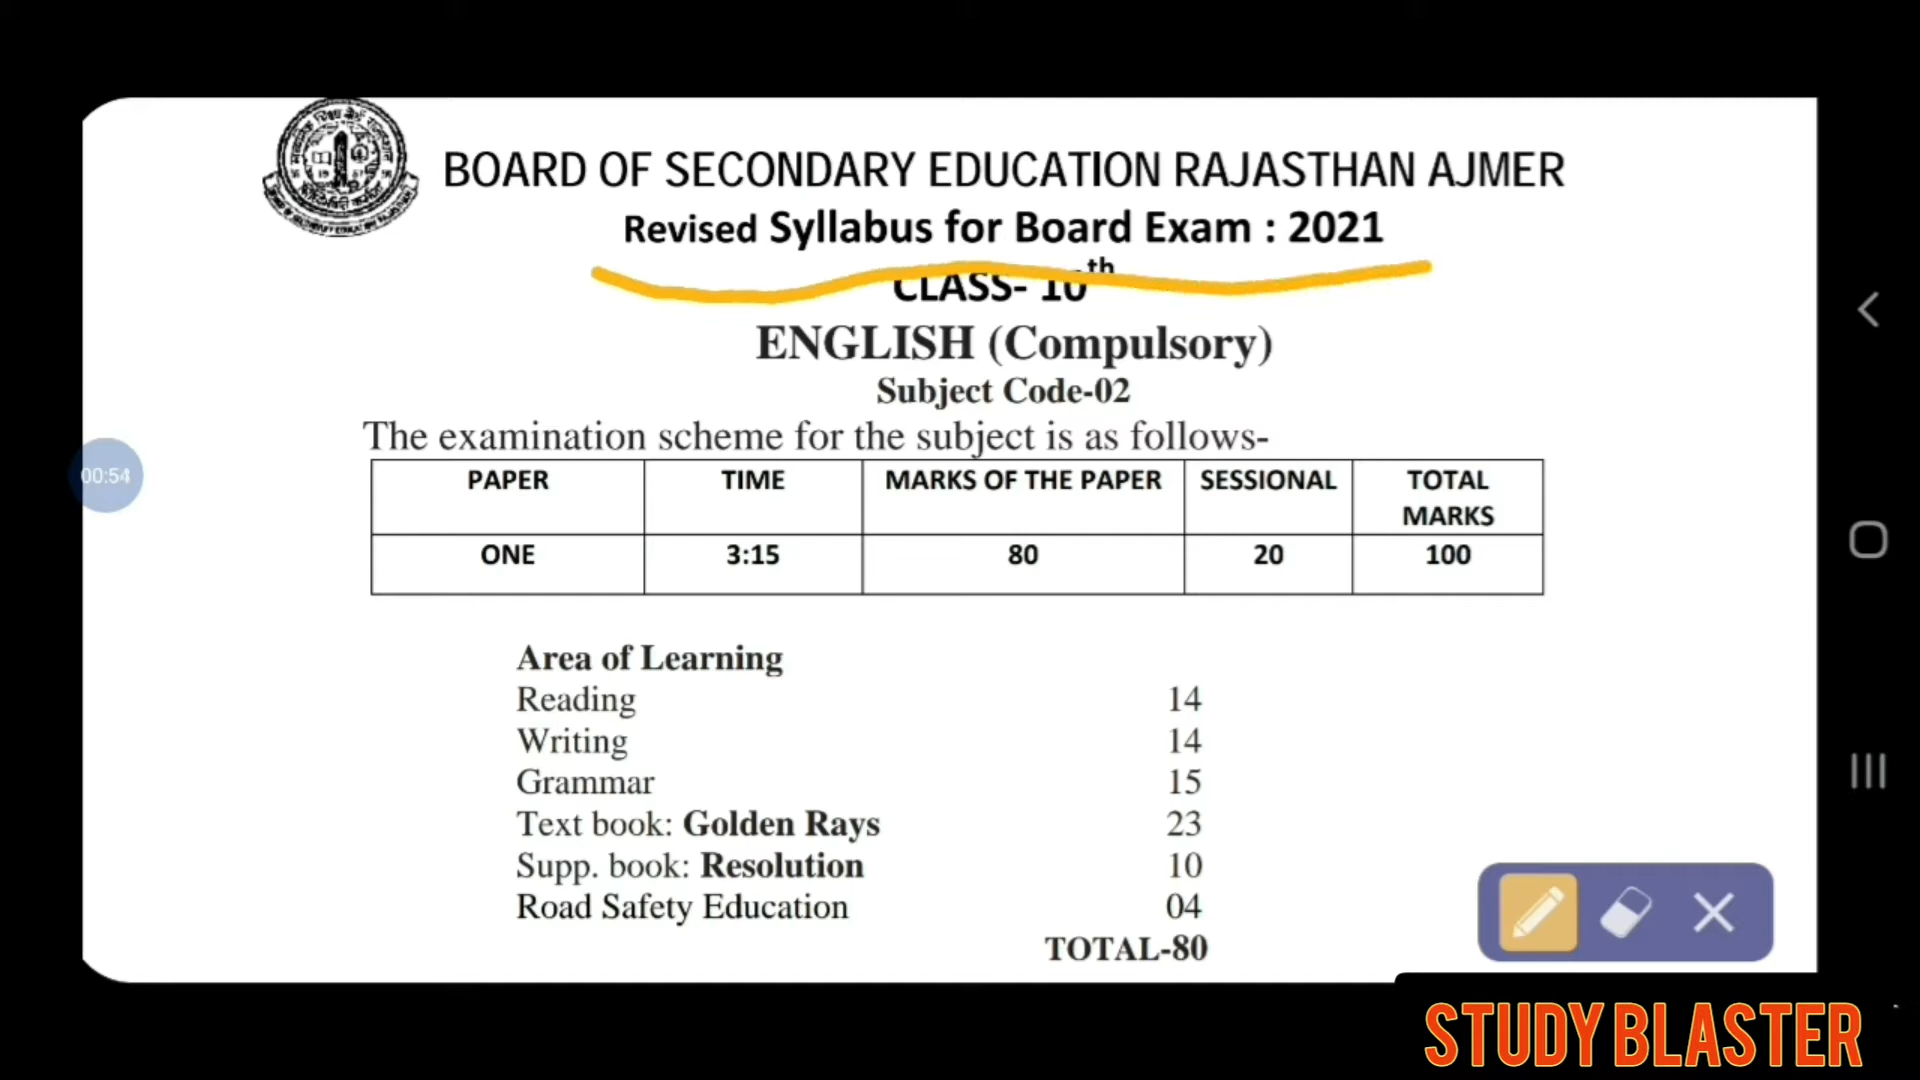 BOARD OF SECONDARY EDUCATION RAJASTHAN AJMER
Revised Syllabus for Board Exam : 2021
CLASS- 10th
ENGLISH (Compulsory)
Subject Code-02
The examination scheme for the subject is as follows-
PAPER TIME MARKS OF THE PAPER SESSIONAL TOTAL MARKS
ONE 3:15 80 20 100
00:54
Area of Learning
Reading 14
Writing 14
Grammar 15
Text book: Golden Rays 23
Supp. book: Resolution 10
Road Safety Education 04
TOTAL-80
STUDY BLASTER